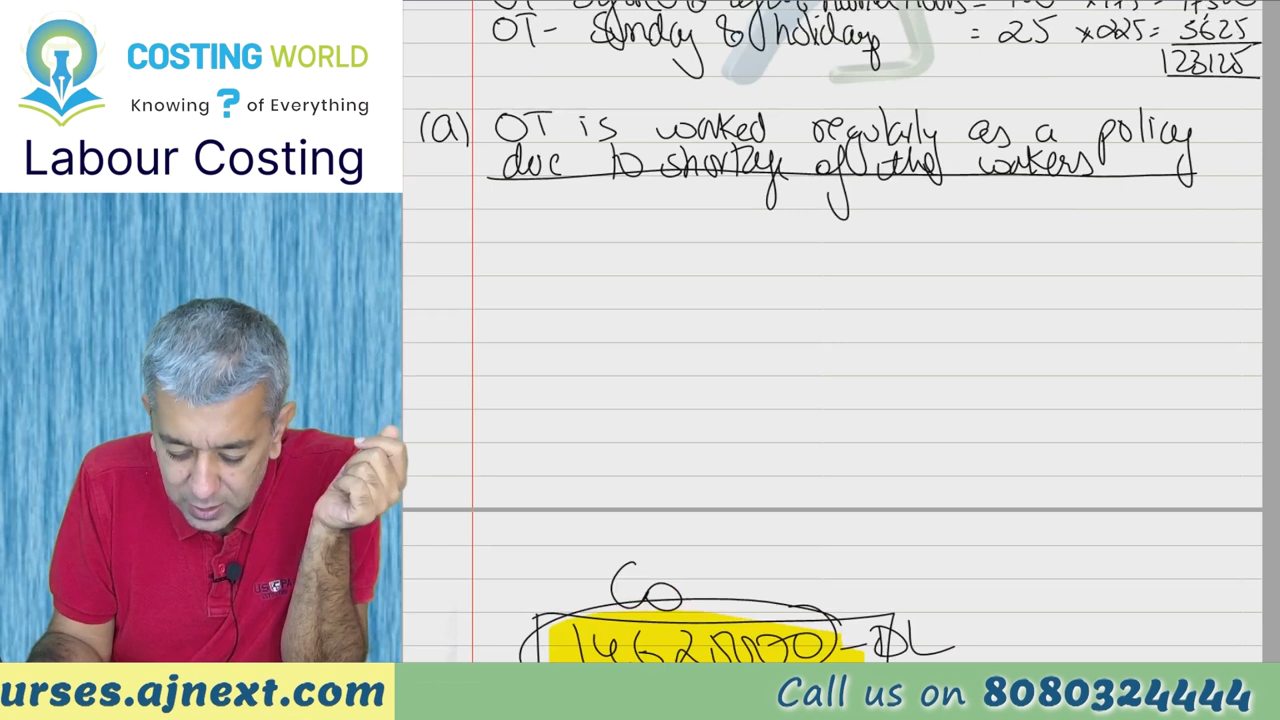 COSTING WORLD
Knowing ? of Everything
Labour Costing
OT- Sunday & holiday = 25 × 225 = 5625
123125
(a) OT is worked regularly as a policy
due to shortage of the workers
Co
DL
urses.ajnext.com
Call us on 8080324444